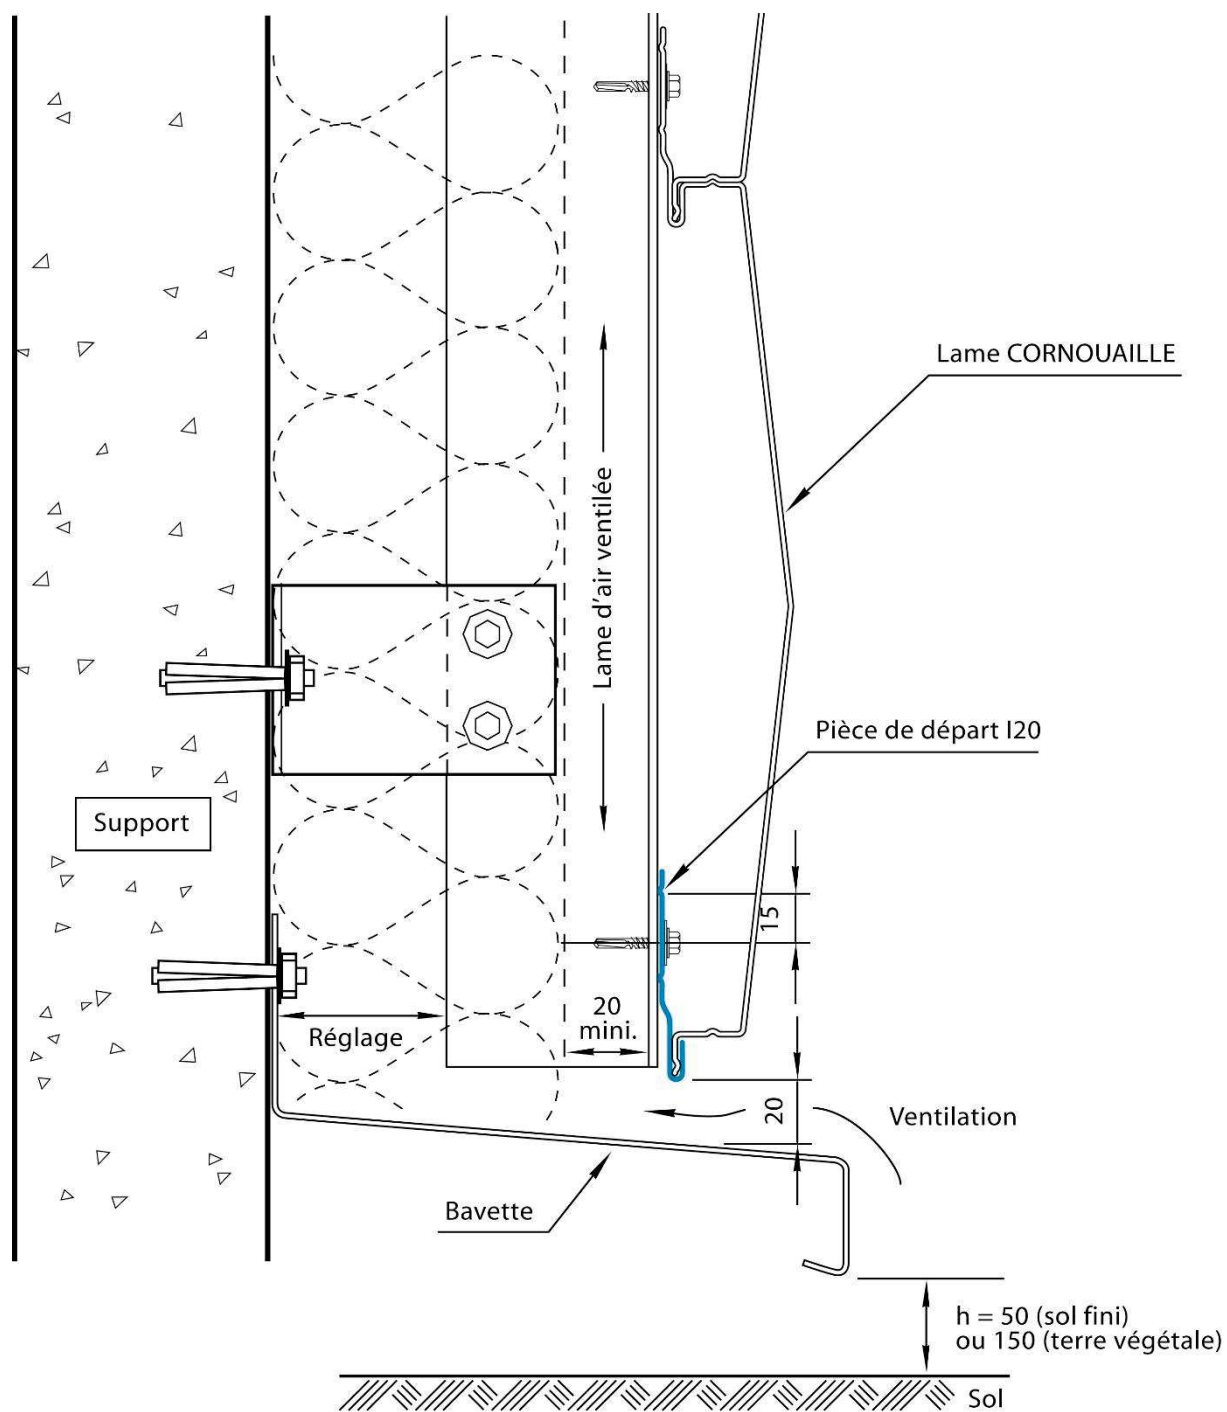 Lame CORNOUAILLE
Lame d'air ventilée
Pièce de départ I20
Support
15
20
mini.
Réglage
20
Ventilation
Bavette
h = 50 (sol fini)
ou 150 (terre végétale)
Sol